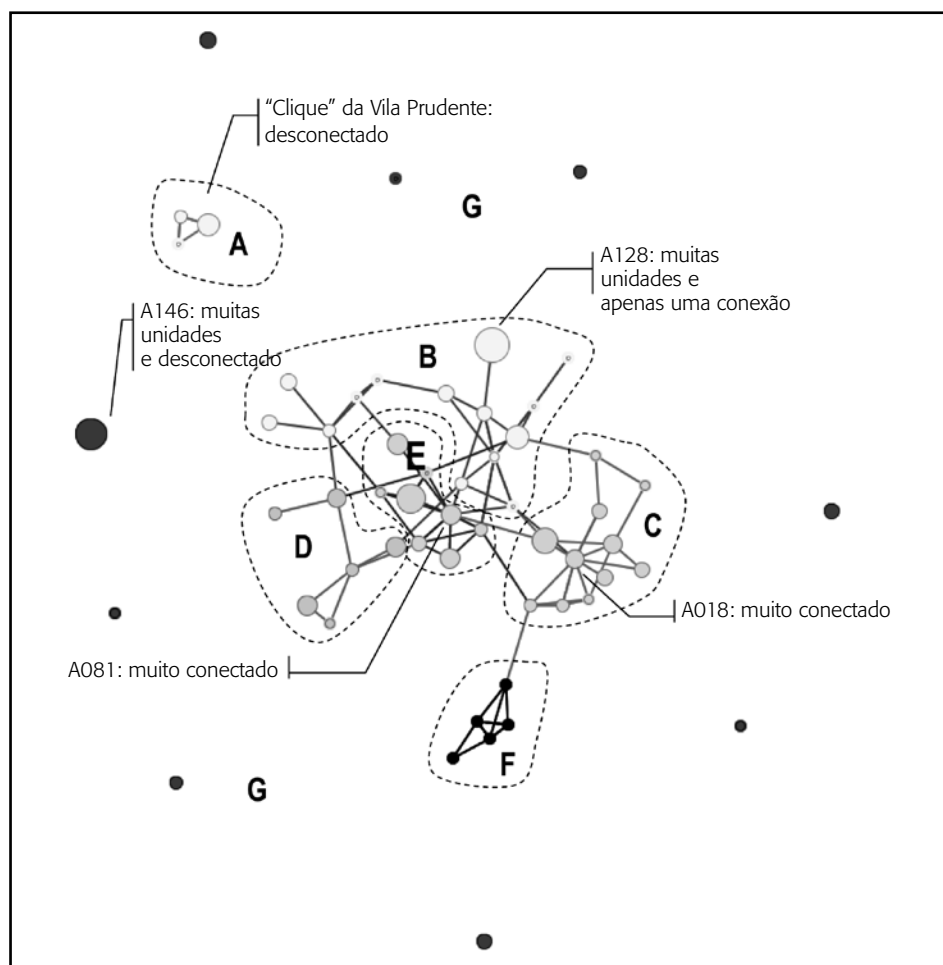 “Clique” da Vila Prudente:
desconectado
G
A
A128: muitas
unidades e
apenas uma conexão
A146: muitas
unidades
e desconectado
B
E
C
D
A018: muito conectado
A081: muito conectado
F
G